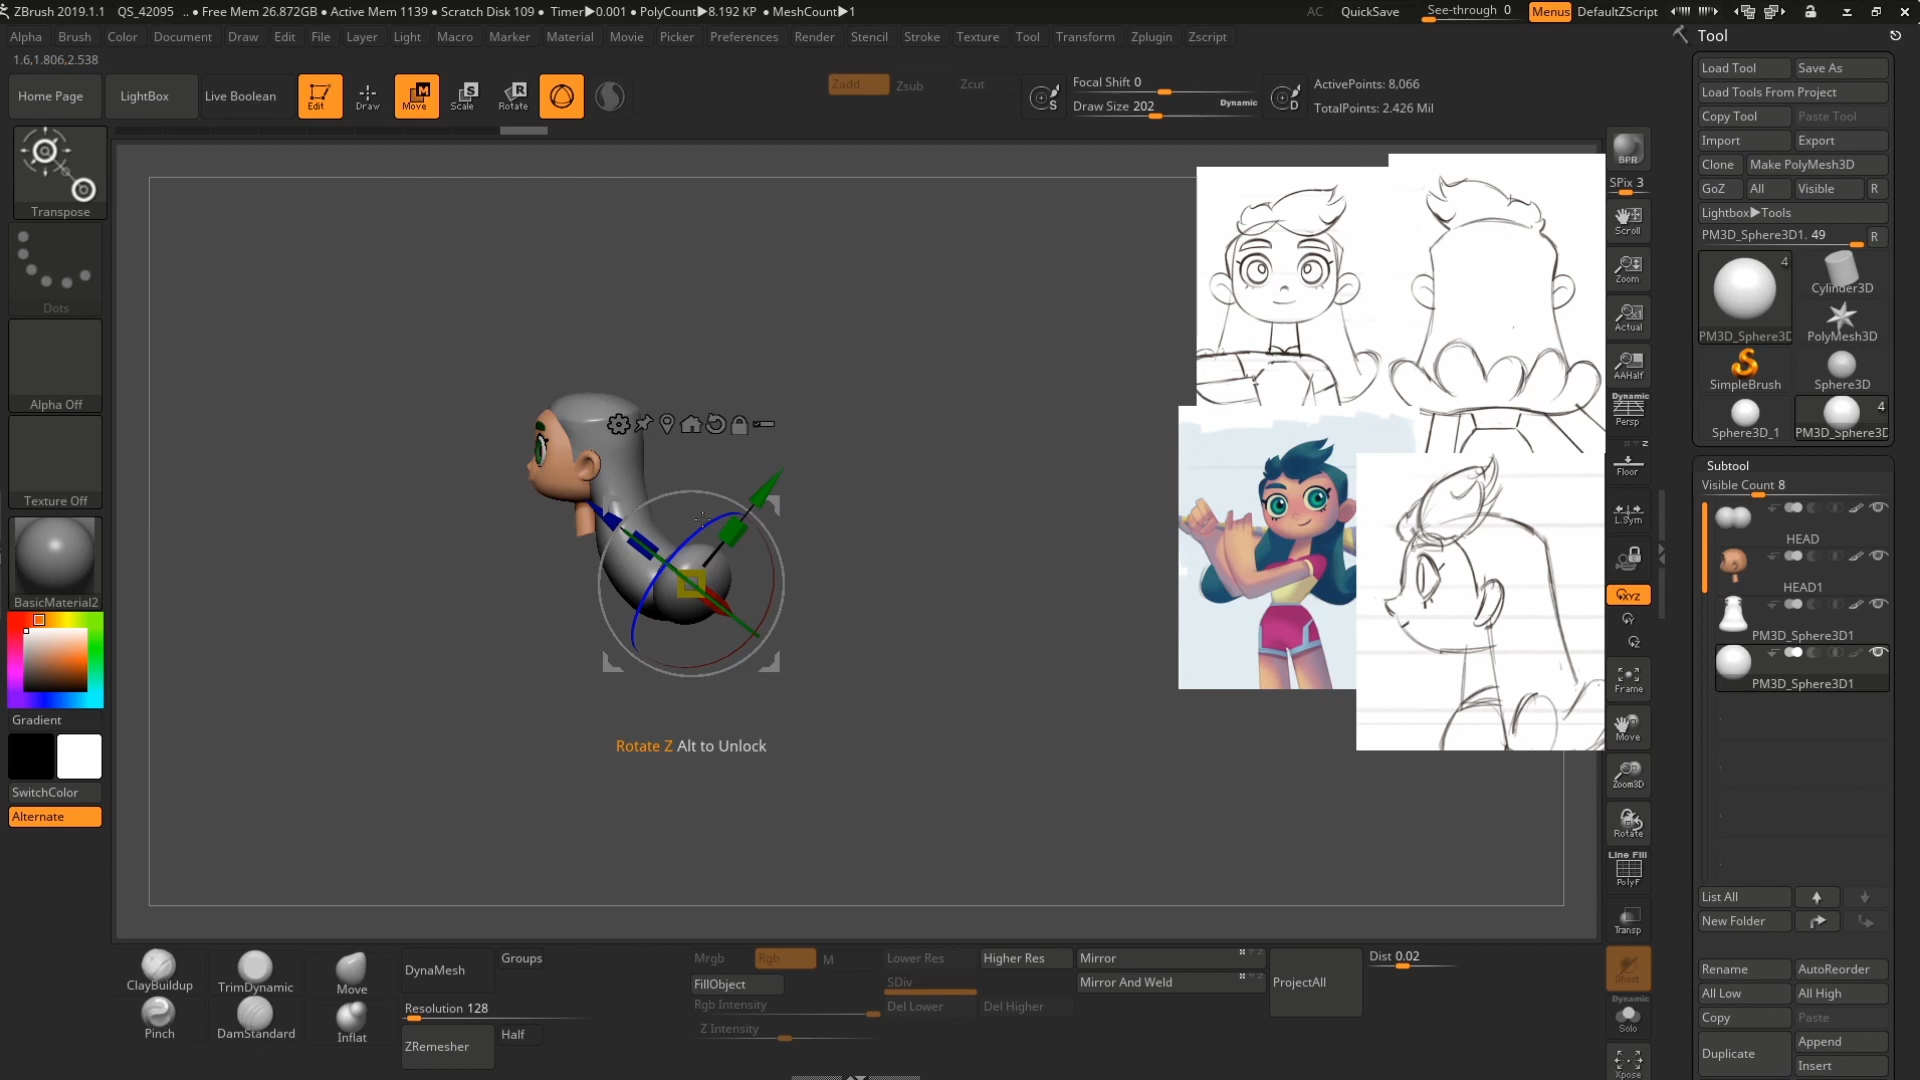 ZBrush 2019.1.1 QS_42095 .. • Free Mem 26.872GB • Active Mem 1139 • Scratch Disk 109 • Timer▶0.001 • PolyCount▶8.192 KP • MeshCount▶1 AC QuickSave See-through 0 Menus DefaultZScript
Alpha Brush Color Document Draw Edit File Layer Light Macro Marker Material Movie Picker Preferences Render Stencil Stroke Texture Tool Transform Zplugin Zscript
1.6,1.806,2.538
Home Page LightBox Live Boolean Edit Draw Move Scale Rotate
M S R
Zadd Zsub Zcut
S Focal Shift 0
Draw Size 202 Dynamic
D ActivePoints: 8,066
TotalPoints: 2.426 Mil
Transpose
Dots
Alpha Off
Texture Off
BasicMaterial2
Gradient
SwitchColor
Alternate
Rotate Z Alt to Unlock
BPR
SPix 3
Scroll
Zoom
Actual
AAHalf
Dynamic
Persp
Floor
L.Sym
XYZ
Frame
Move
Zoom3D
Rotate
Line Fill
PolyF
Transp
Ghost
Dynamic
Solo
Xpose
Tool
Load Tool Save As
Load Tools From Project
Copy Tool Paste Tool
Import Export
Clone Make PolyMesh3D
GoZ All Visible R
Lightbox▶Tools
PM3D_Sphere3D1. 49 R
4
PM3D_Sphere3D Cylinder3D
PolyMesh3D
SimpleBrush Sphere3D
4
Sphere3D_1 PM3D_Sphere3D
Subtool
Visible Count 8
HEAD
HEAD1
PM3D_Sphere3D1
PM3D_Sphere3D1
List All
New Folder
Rename AutoReorder
All Low All High
Copy Paste
Duplicate Append
Insert
ClayBuildup TrimDynamic Move
Pinch DamStandard Inflat
DynaMesh Groups
Resolution 128
ZRemesher Half
Mrgb Rgb M
FillObject
Rgb Intensity
Z Intensity
Lower Res Higher Res
SDiv
Del Lower Del Higher
Mirror
Mirror And Weld
ProjectAll
Dist 0.02